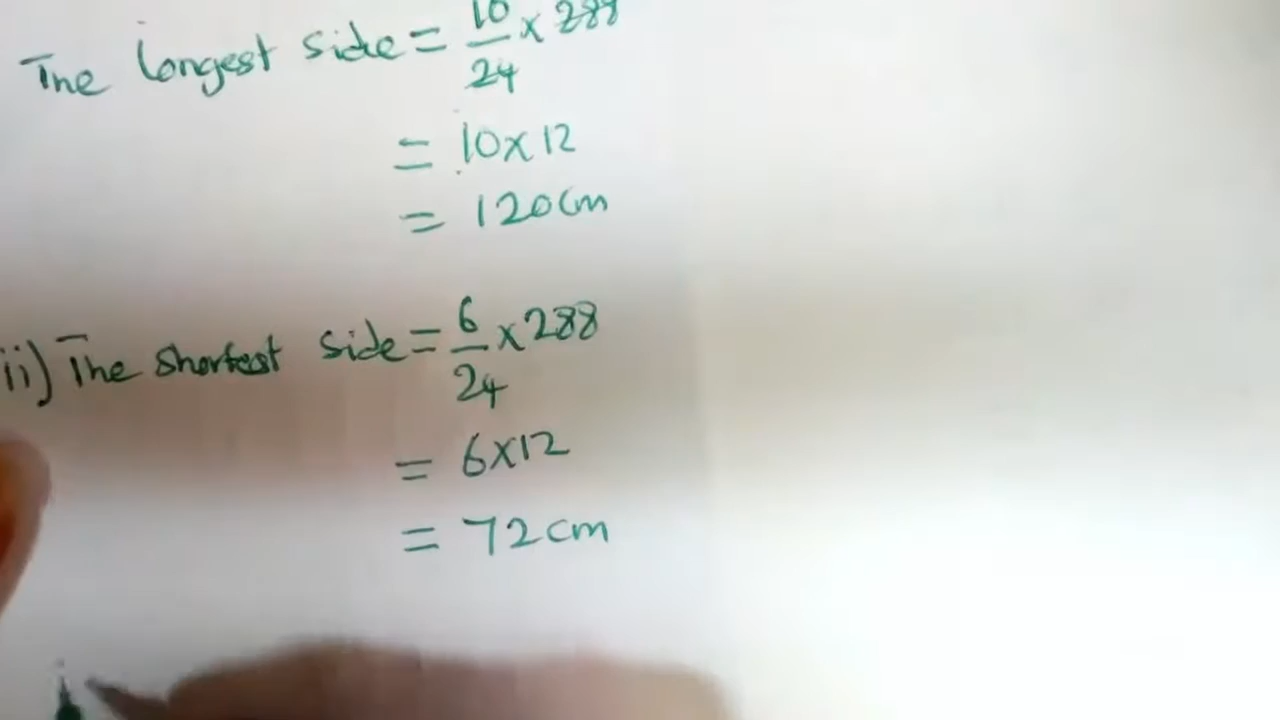 The longest side = 10/24 x 288
= 10x12
= 120cm
ii) The shortest side = 6/24 x 288
= 6x12
= 72cm